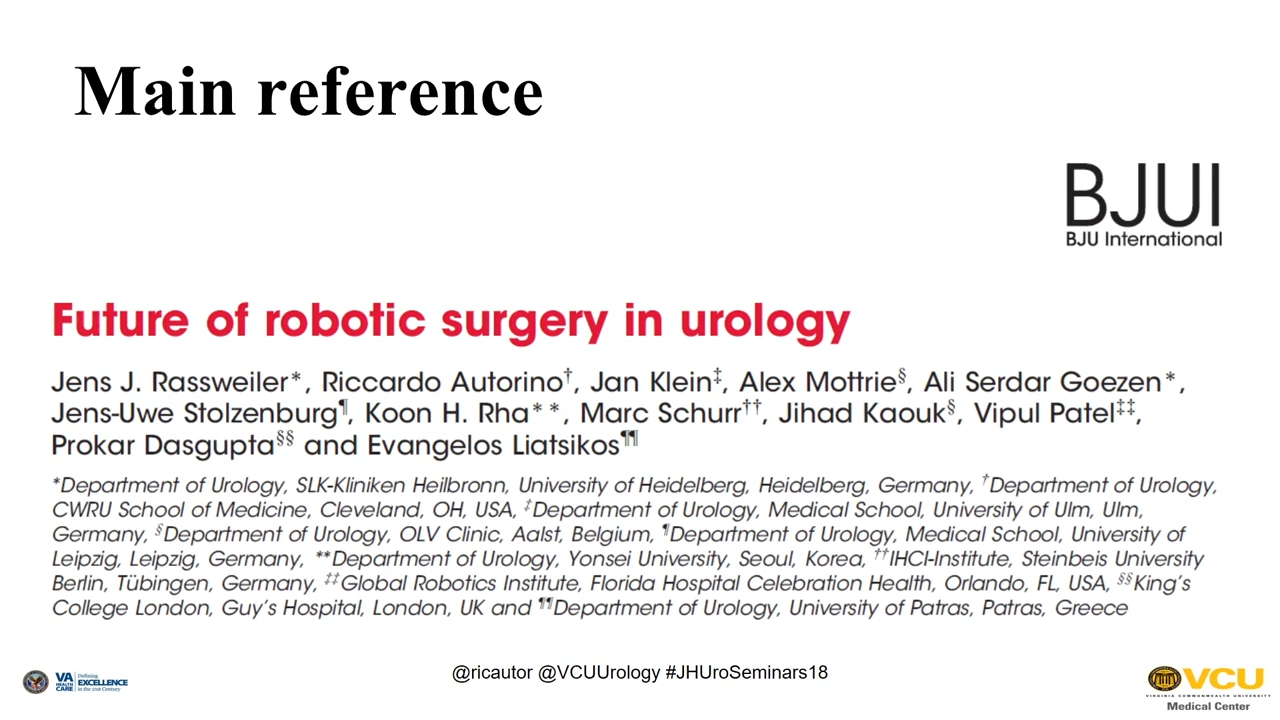 Main reference
BJUI
BJU International
Future of robotic surgery in urology
Jens J. Rassweiler*, Riccardo Autorino†, Jan Klein‡, Alex Mottrie§, Ali Serdar Goezen*,
Jens-Uwe Stolzenburg¶, Koon H. Rha**, Marc Schurr††, Jihad Kaouk§, Vipul Patel‡‡,
Prokar Dasgupta§§ and Evangelos Liatsikos¶¶
*Department of Urology, SLK-Kliniken Heilbronn, University of Heidelberg, Heidelberg, Germany, †Department of Urology,
CWRU School of Medicine, Cleveland, OH, USA, ‡Department of Urology, Medical School, University of Ulm, Ulm,
Germany, §Department of Urology, OLV Clinic, Aalst, Belgium, ¶Department of Urology, Medical School, University of
Leipzig, Leipzig, Germany, **Department of Urology, Yonsei University, Seoul, Korea, ††IHCI-Institute, Steinbeis University
Berlin, Tübingen, Germany, ‡‡Global Robotics Institute, Florida Hospital Celebration Health, Orlando, FL, USA, §§King's
College London, Guy's Hospital, London, UK and ¶¶Department of Urology, University of Patras, Patras, Greece
VA
HEALTH
CARE
Defining
EXCELLENCE
in the 21st Century
@ricautor @VCUUrology #JHUroSeminars18
VCU
VIRGINIA COMMONWEALTH UNIVERSITY
Medical Center